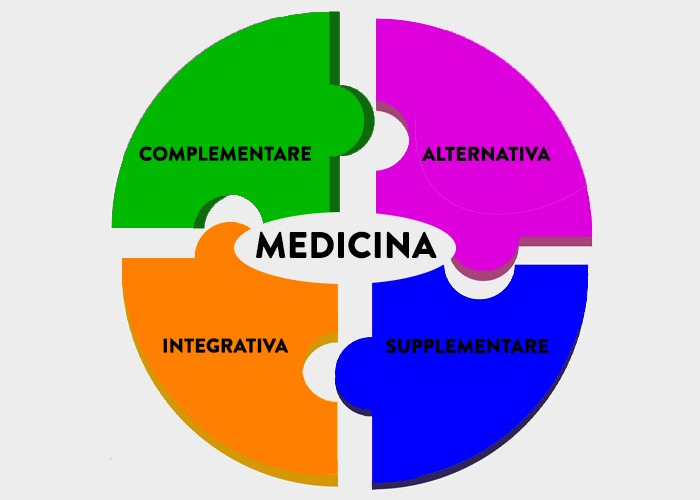 COMPLEMENTARE
ALTERNATIVA
MEDICINA
INTEGRATIVA
SUPPLEMENTARE